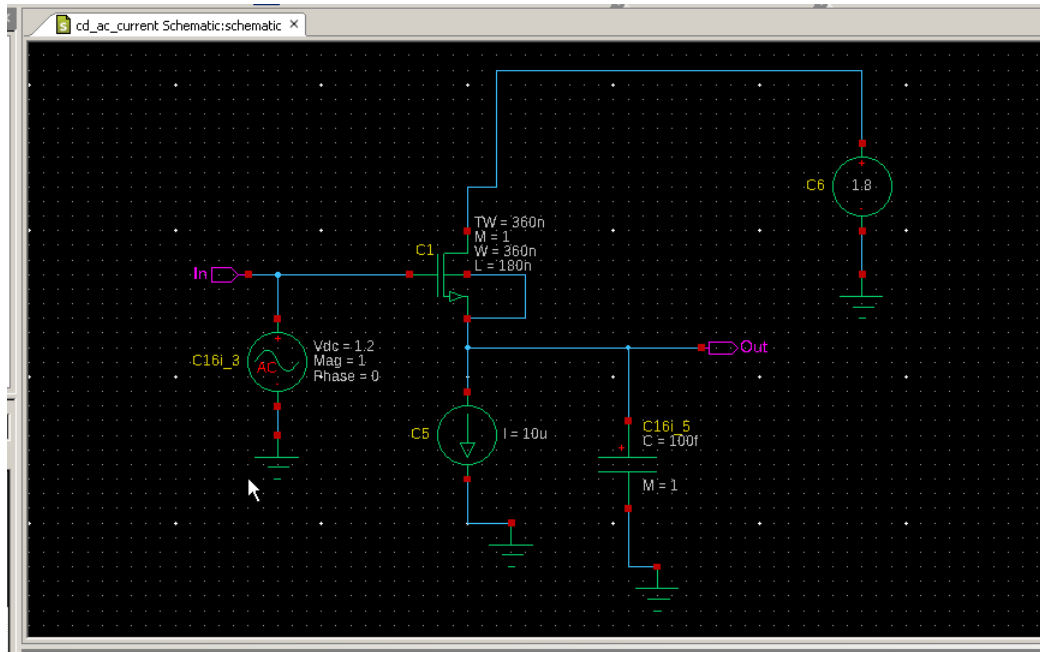 cd_ac_current Schematic:schematic
C6
1.8
TW = 360n
M = 1
C1
W = 360n
L = 180n
In
Vdc = 1.2
C16i_3
AC
Mag = 1
Phase = 0
Out
C5
I = 10u
C16i_5
C = 100f
M = 1